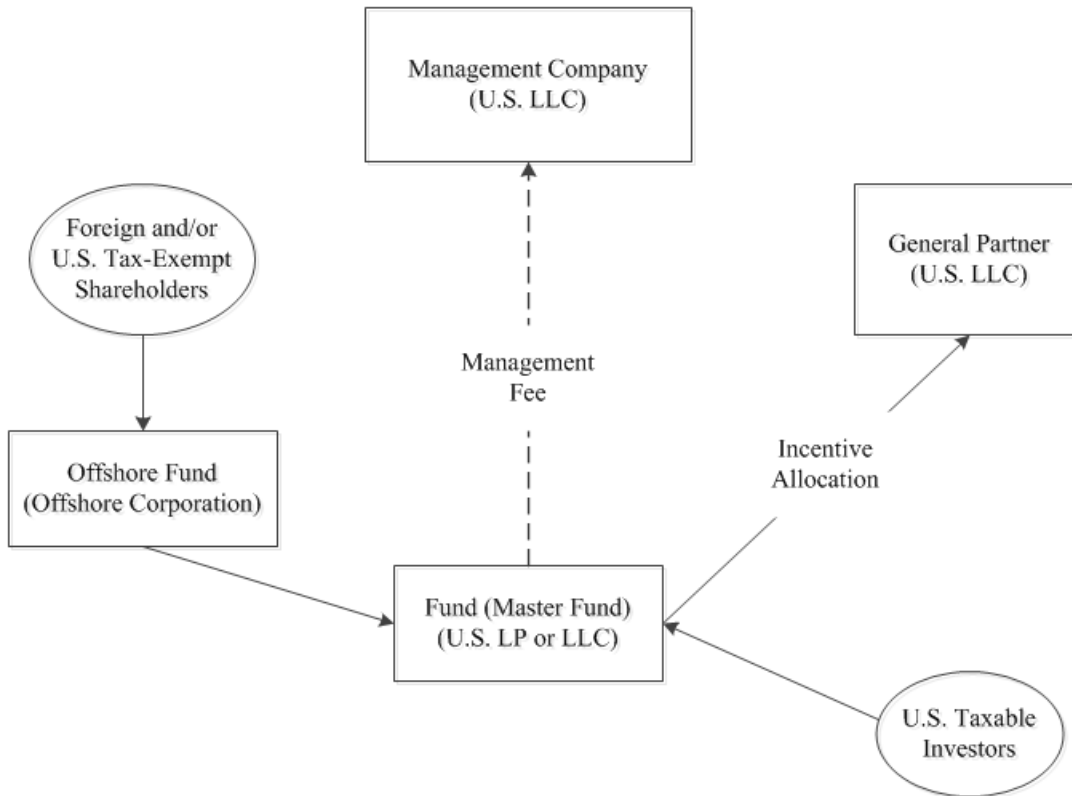 Management Company
(U.S. LLC)
Foreign and/or
U.S. Tax-Exempt
Shareholders
General Partner
(U.S. LLC)
Management
Fee
Incentive
Allocation
Offshore Fund
(Offshore Corporation)
Fund (Master Fund)
(U.S. LP or LLC)
U.S. Taxable
Investors